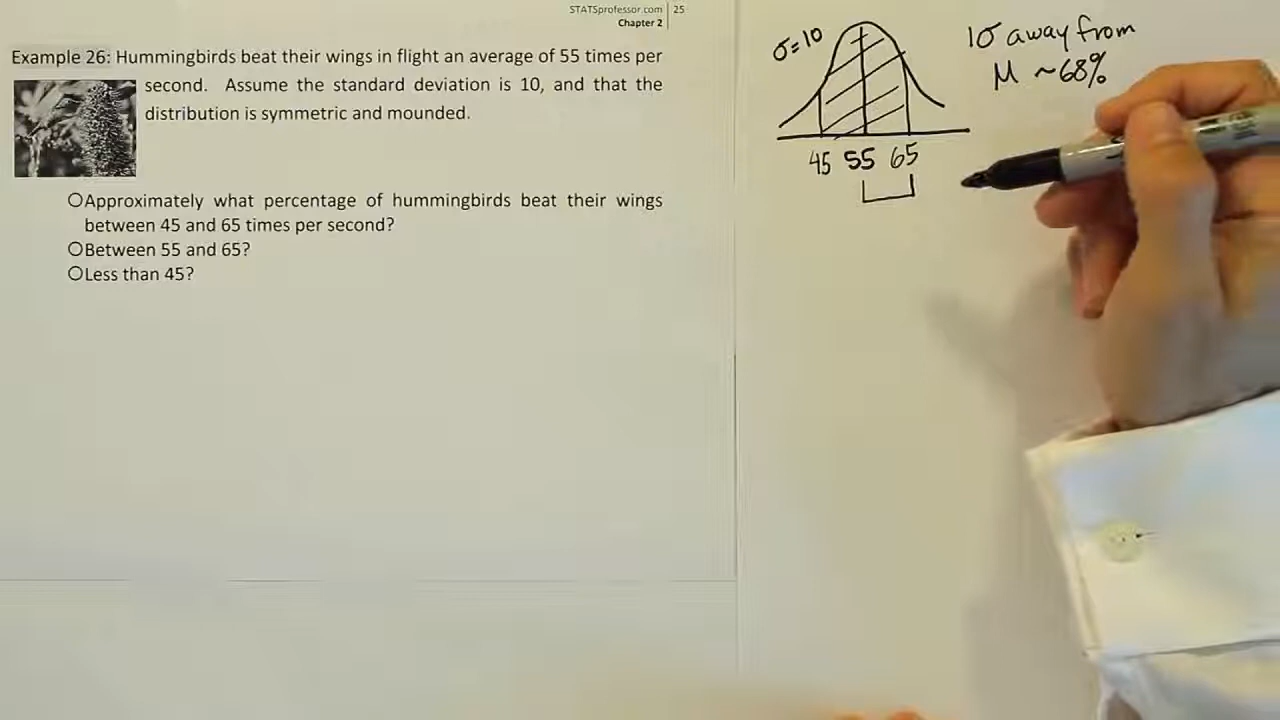 STATSprofessor.com 25
Chapter 2
Example 26: Hummingbirds beat their wings in flight an average of 55 times per
second. Assume the standard deviation is 10, and that the
distribution is symmetric and mounded.
Approximately what percentage of hummingbirds beat their wings
between 45 and 65 times per second?
Between 55 and 65?
Less than 45?
σ=10
45 55 65
1σ away from
M ~68%